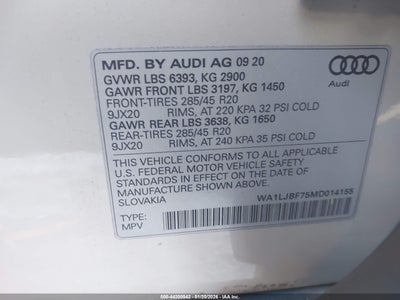 MFD. BY AUDI AG 09 20
GVWR LBS 6393, KG 2900
GAWR FRONT LBS 3197, KG 1450
FRONT-TIRES 285/45 R20
9JX20 RIMS, AT 220 KPA 32 PSI COLD
GAWR REAR LBS 3638, KG 1650
REAR-TIRES 285/45 R20
9JX20 RIMS, AT 240 KPA 35 PSI COLD
THIS VEHICLE CONFORMS TO ALL APPLICABLE
U.S. FEDERAL MOTOR VEHICLE SAFETY
STANDARDS IN EFFECT ON THE DATE OF
MANUFACTURE SHOWN ABOVE.
SLOVAKIA WA1LJBF75MD014155
TYPE:
MPV
Audi